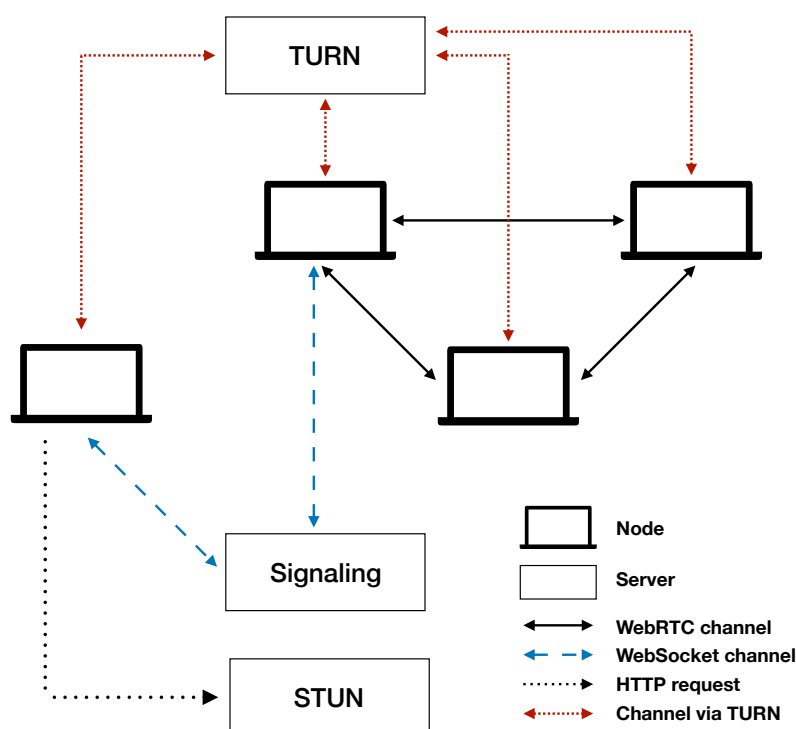 TURN
Signaling
STUN
Node
Server
WebRTC channel
WebSocket channel
HTTP request
Channel via TURN